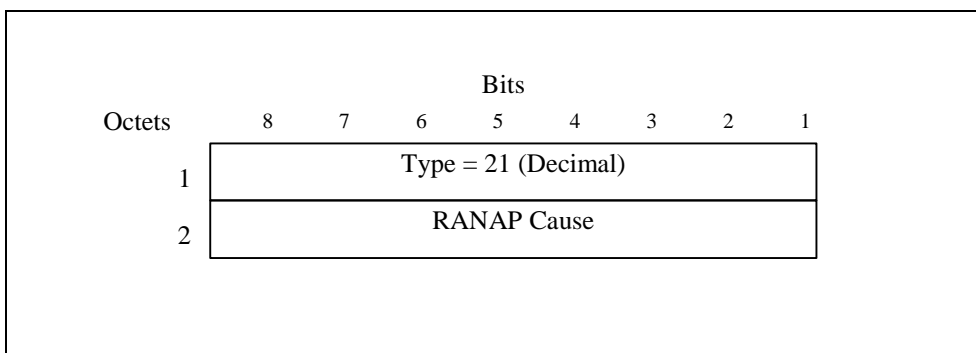 Bits
Octets 8 7 6 5 4 3 2 1
1 Type = 21 (Decimal)
2 RANAP Cause